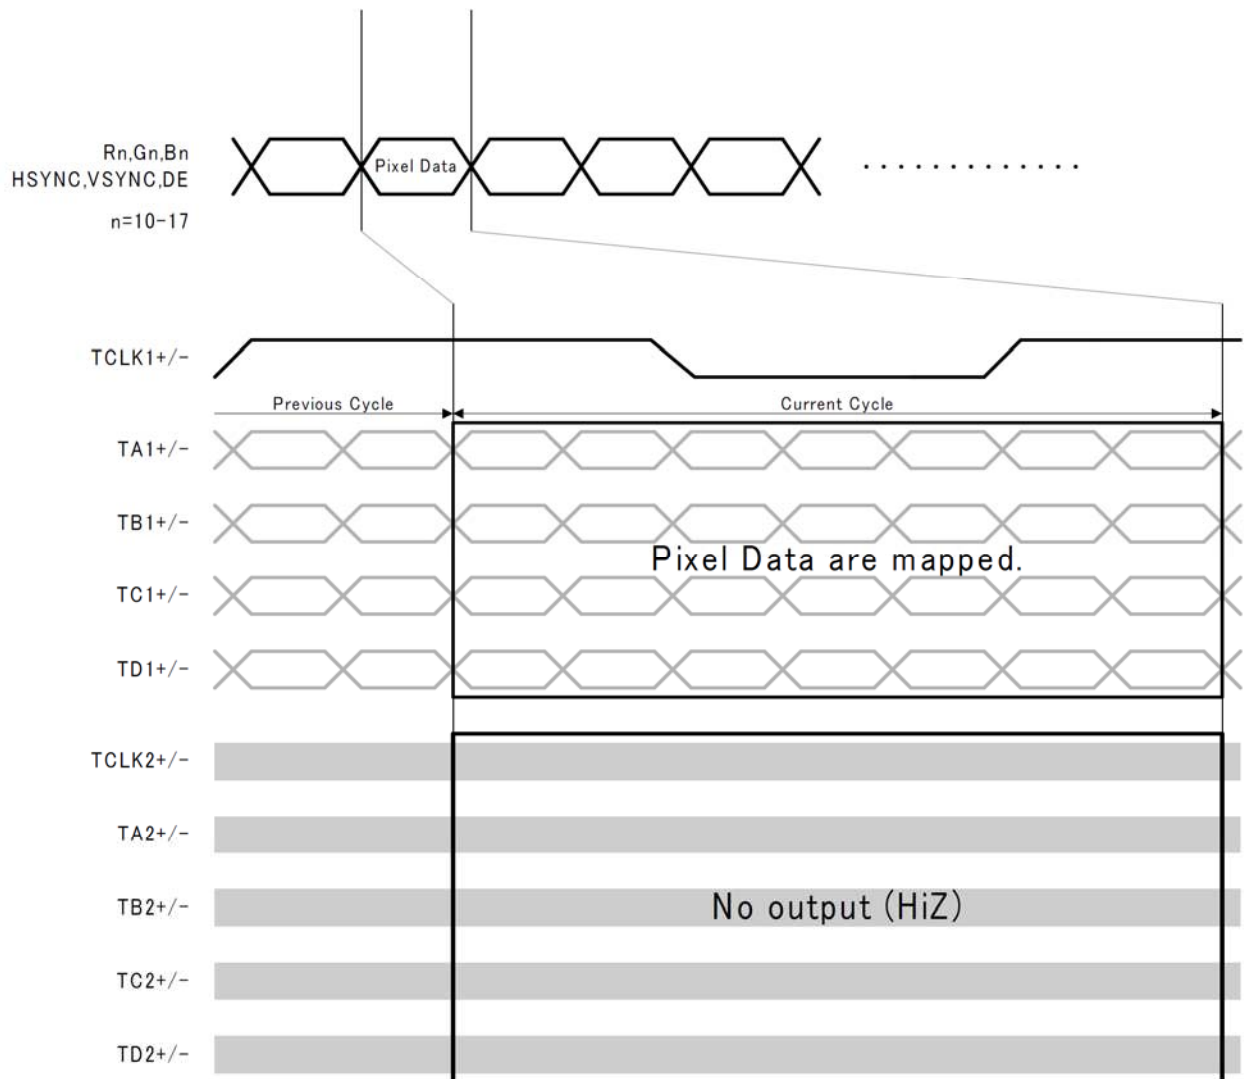 Rn,Gn,Bn
HSYNC,VSYNC,DE
n=10-17
Pixel Data
TCLK1+/-
Previous Cycle
Current Cycle
TA1+/-
TB1+/-
Pixel Data are mapped.
TC1+/-
TD1+/-
TCLK2+/-
TA2+/-
TB2+/-
No output (HiZ)
TC2+/-
TD2+/-